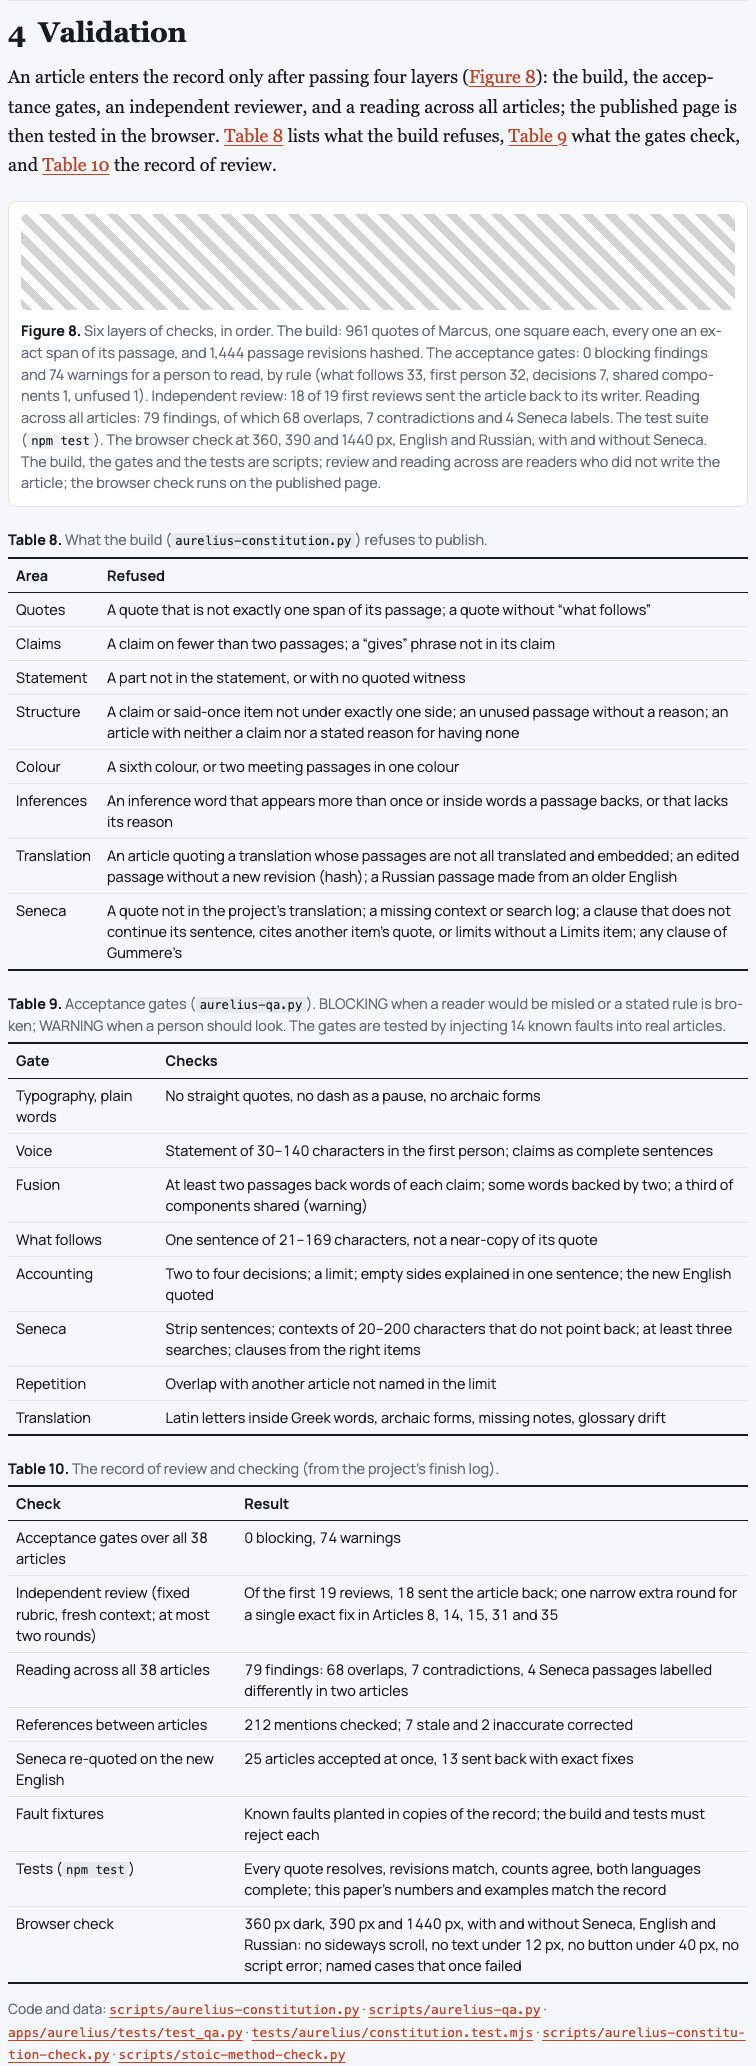 4 Validation
An article enters the record only after passing four layers (Figure 8): the build, the accep-
tance gates, an independent reviewer, and a reading across all articles; the published page is
then tested in the browser. Table 8 lists what the build refuses, Table 9 what the gates check,
and Table 10 the record of review.
Figure 8. Six layers of checks, in order. The build: 961 quotes of Marcus, one square each, every one an ex-
act span of its passage, and 1,444 passage revisions hashed. The acceptance gates: 0 blocking findings
and 74 warnings for a person to read, by rule (what follows 33, first person 32, decisions 7, shared compo-
nents 1, unfused 1). Independent review: 18 of 19 first reviews sent the article back to its writer. Reading
across all articles: 79 findings, of which 68 overlaps, 7 contradictions and 4 Seneca labels. The test suite
(npm test). The browser check at 360, 390 and 1440 px, English and Russian, with and without Seneca.
The build, the gates and the tests are scripts; review and reading across are readers who did not write the
article; the browser check runs on the published page.
Table 8. What the build (aurelius-constitution.py) refuses to publish.
Area Refused
Quotes A quote that is not exactly one span of its passage; a quote without “what follows”
Claims A claim on fewer than two passages; a “gives” phrase not in its claim
Statement A part not in the statement, or with no quoted witness
Structure A claim or said-once item not under exactly one side; an unused passage without a reason; an
article with neither a claim nor a stated reason for having none
Colour A sixth colour, or two meeting passages in one colour
Inferences An inference word that appears more than once or inside words a passage backs, or that lacks
its reason
Translation An article quoting a translation whose passages are not all translated and embedded; an edited
passage without a new revision (hash); a Russian passage made from an older English
Seneca A quote not in the project’s translation; a missing context or search log; a clause that does not
continue its sentence, cites another item’s quote, or limits without a Limits item; any clause of
Gummere’s
Table 9. Acceptance gates (aurelius-qa.py). BLOCKING when a reader would be misled or a stated rule is bro-
ken; WARNING when a person should look. The gates are tested by injecting 14 known faults into real articles.
Gate Checks
Typography, plain No straight quotes, no dash as a pause, no archaic forms
words
Voice Statement of 30–140 characters in the first person; claims as complete sentences
Fusion At least two passages back words of each claim; some words backed by two; a third of
components shared (warning)
What follows One sentence of 21–169 characters, not a near-copy of its quote
Accounting Two to four decisions; a limit; empty sides explained in one sentence; the new English
quoted
Seneca Strip sentences; contexts of 20–200 characters that do not point back; at least three
searches; clauses from the right items
Repetition Overlap with another article not named in the limit
Translation Latin letters inside Greek words, archaic forms, missing notes, glossary drift
Table 10. The record of review and checking (from the project’s finish log).
Check Result
Acceptance gates over all 38 0 blocking, 74 warnings
articles
Independent review (fixed Of the first 19 reviews, 18 sent the article back; one narrow extra round for
rubric, fresh context; at most a single exact fix in Articles 8, 14, 15, 31 and 35
two rounds)
Reading across all 38 articles 79 findings: 68 overlaps, 7 contradictions, 4 Seneca passages labelled
differently in two articles
References between articles 212 mentions checked; 7 stale and 2 inaccurate corrected
Seneca re-quoted on the new 25 articles accepted at once, 13 sent back with exact fixes
English
Fault fixtures Known faults planted in copies of the record; the build and tests must
reject each
Tests (npm test) Every quote resolves, revisions match, counts agree, both languages
complete; this paper’s numbers and examples match the record
Browser check 360 px dark, 390 px and 1440 px, with and without Seneca, English and
Russian: no sideways scroll, no text under 12 px, no button under 40 px, no
script error; named cases that once failed
Code and data: scripts/aurelius-constitution.py · scripts/aurelius-qa.py ·
apps/aurelius/tests/test_qa.py · tests/aurelius/constitution.test.mjs · scripts/aurelius-constitu-
tion-check.py · scripts/stoic-method-check.py